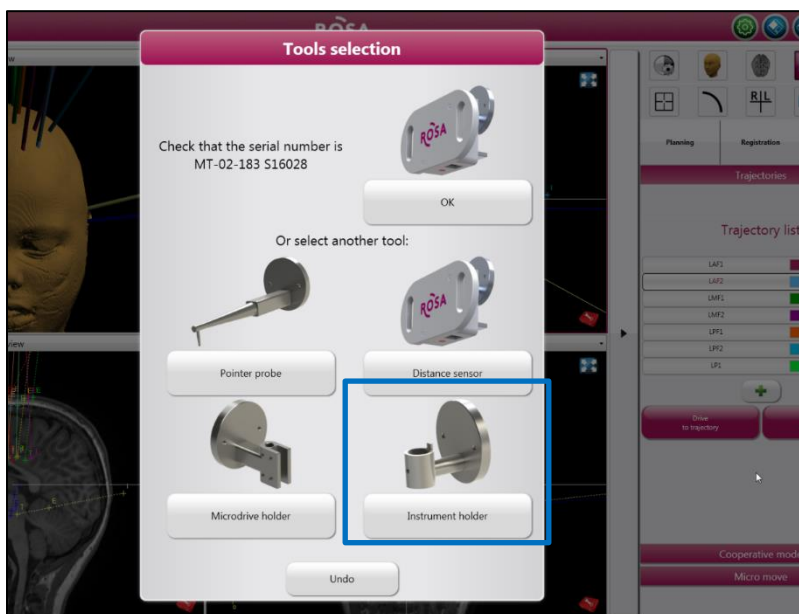 ROSA
Tools selection
Check that the serial number is
MT-02-183 S16028
ROSA
OK
Or select another tool:
Pointer probe
ROSA
Distance sensor
Microdrive holder
Instrument holder
Undo
R L
Planning
Registration
Trajectories
Trajectory list
LAF1
LAF2
LMF1
LMF2
LPF1
LPF2
LP1
Drive
to trajectory
Cooperative mode
Micro move